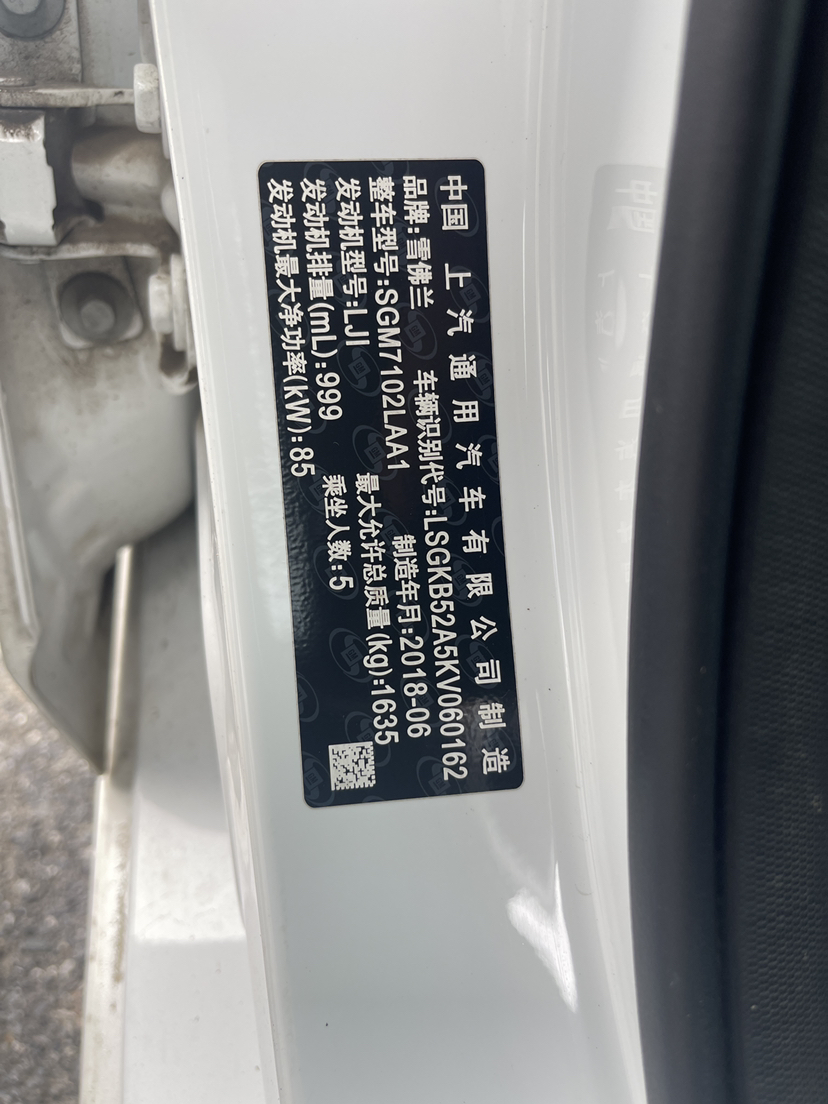 中国 上汽通用汽车有限公司制造
品牌:雪佛兰 车辆识别代号:LSGKB52A5KV060162
整车型号:SGM7102LAA1 制造年月:2018-06
发动机型号:LJI 最大允许总质量(kg):1635
发动机排量(mL):999 乘坐人数:5
发动机最大净功率(kW):85